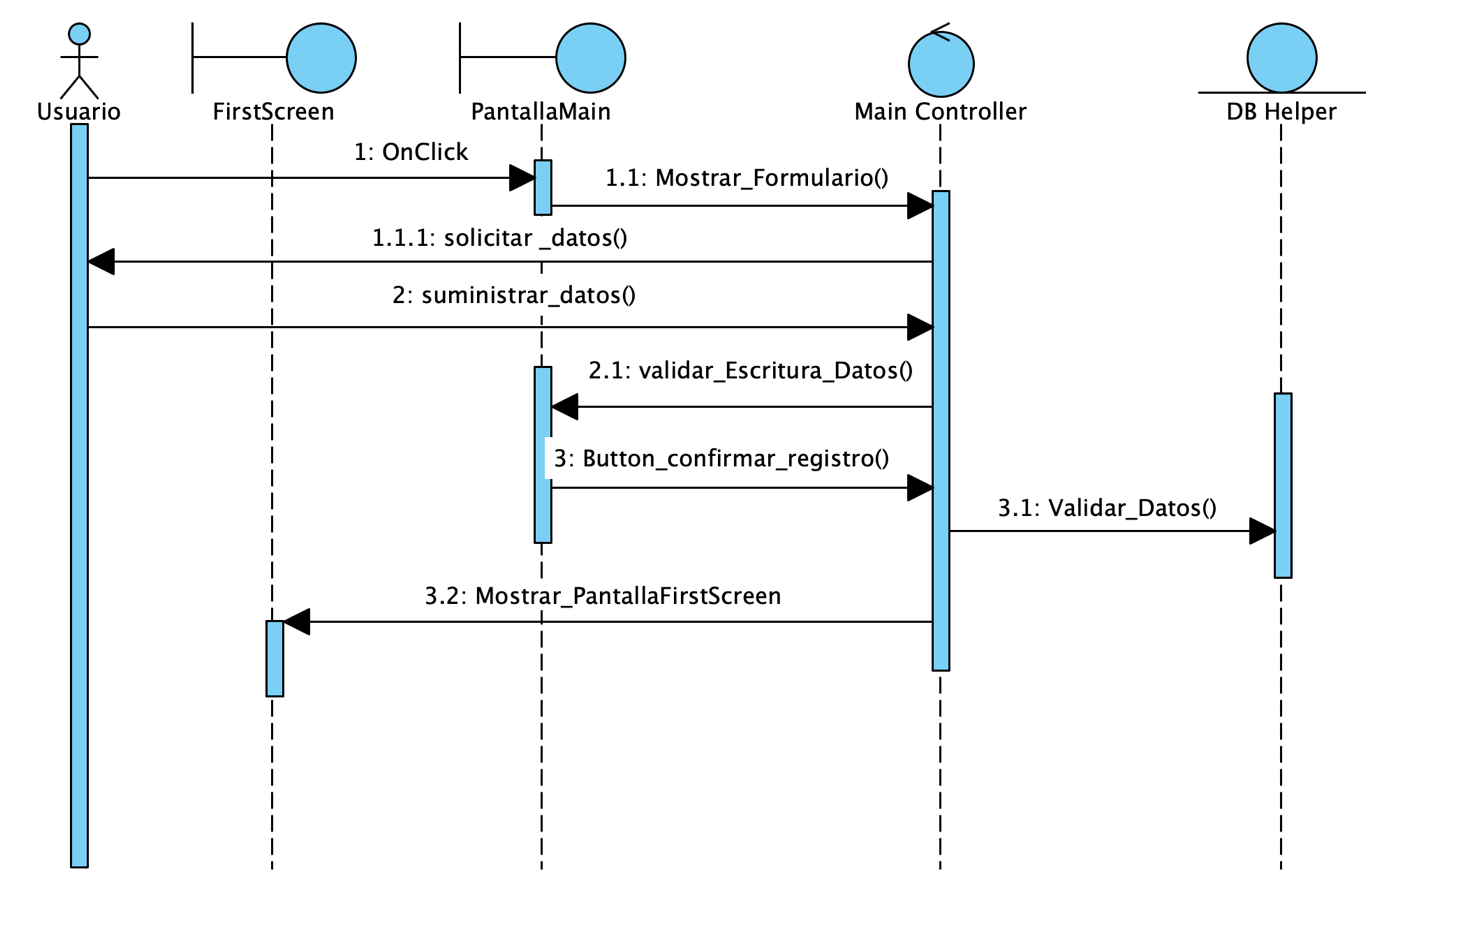 Usuario
FirstScreen
PantallaMain
Main Controller
DB Helper
1: OnClick
1.1: Mostrar_Formulario()
1.1.1: solicitar _datos()
2: suministrar_datos()
2.1: validar_Escritura_Datos()
3: Button_confirmar_registro()
3.1: Validar_Datos()
3.2: Mostrar_PantallaFirstScreen